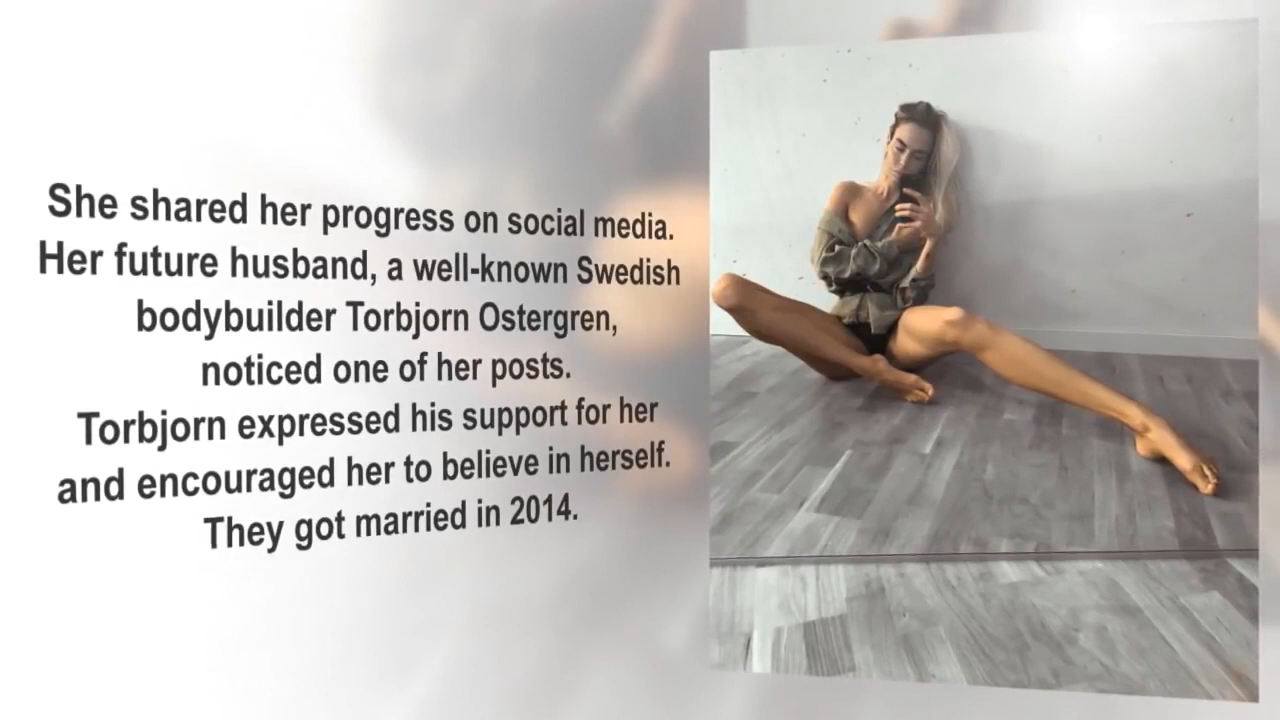 She shared her progress on social media.
Her future husband, a well-known Swedish
bodybuilder Torbjorn Ostergren,
noticed one of her posts.
Torbjorn expressed his support for her
and encouraged her to believe in herself.
They got married in 2014.